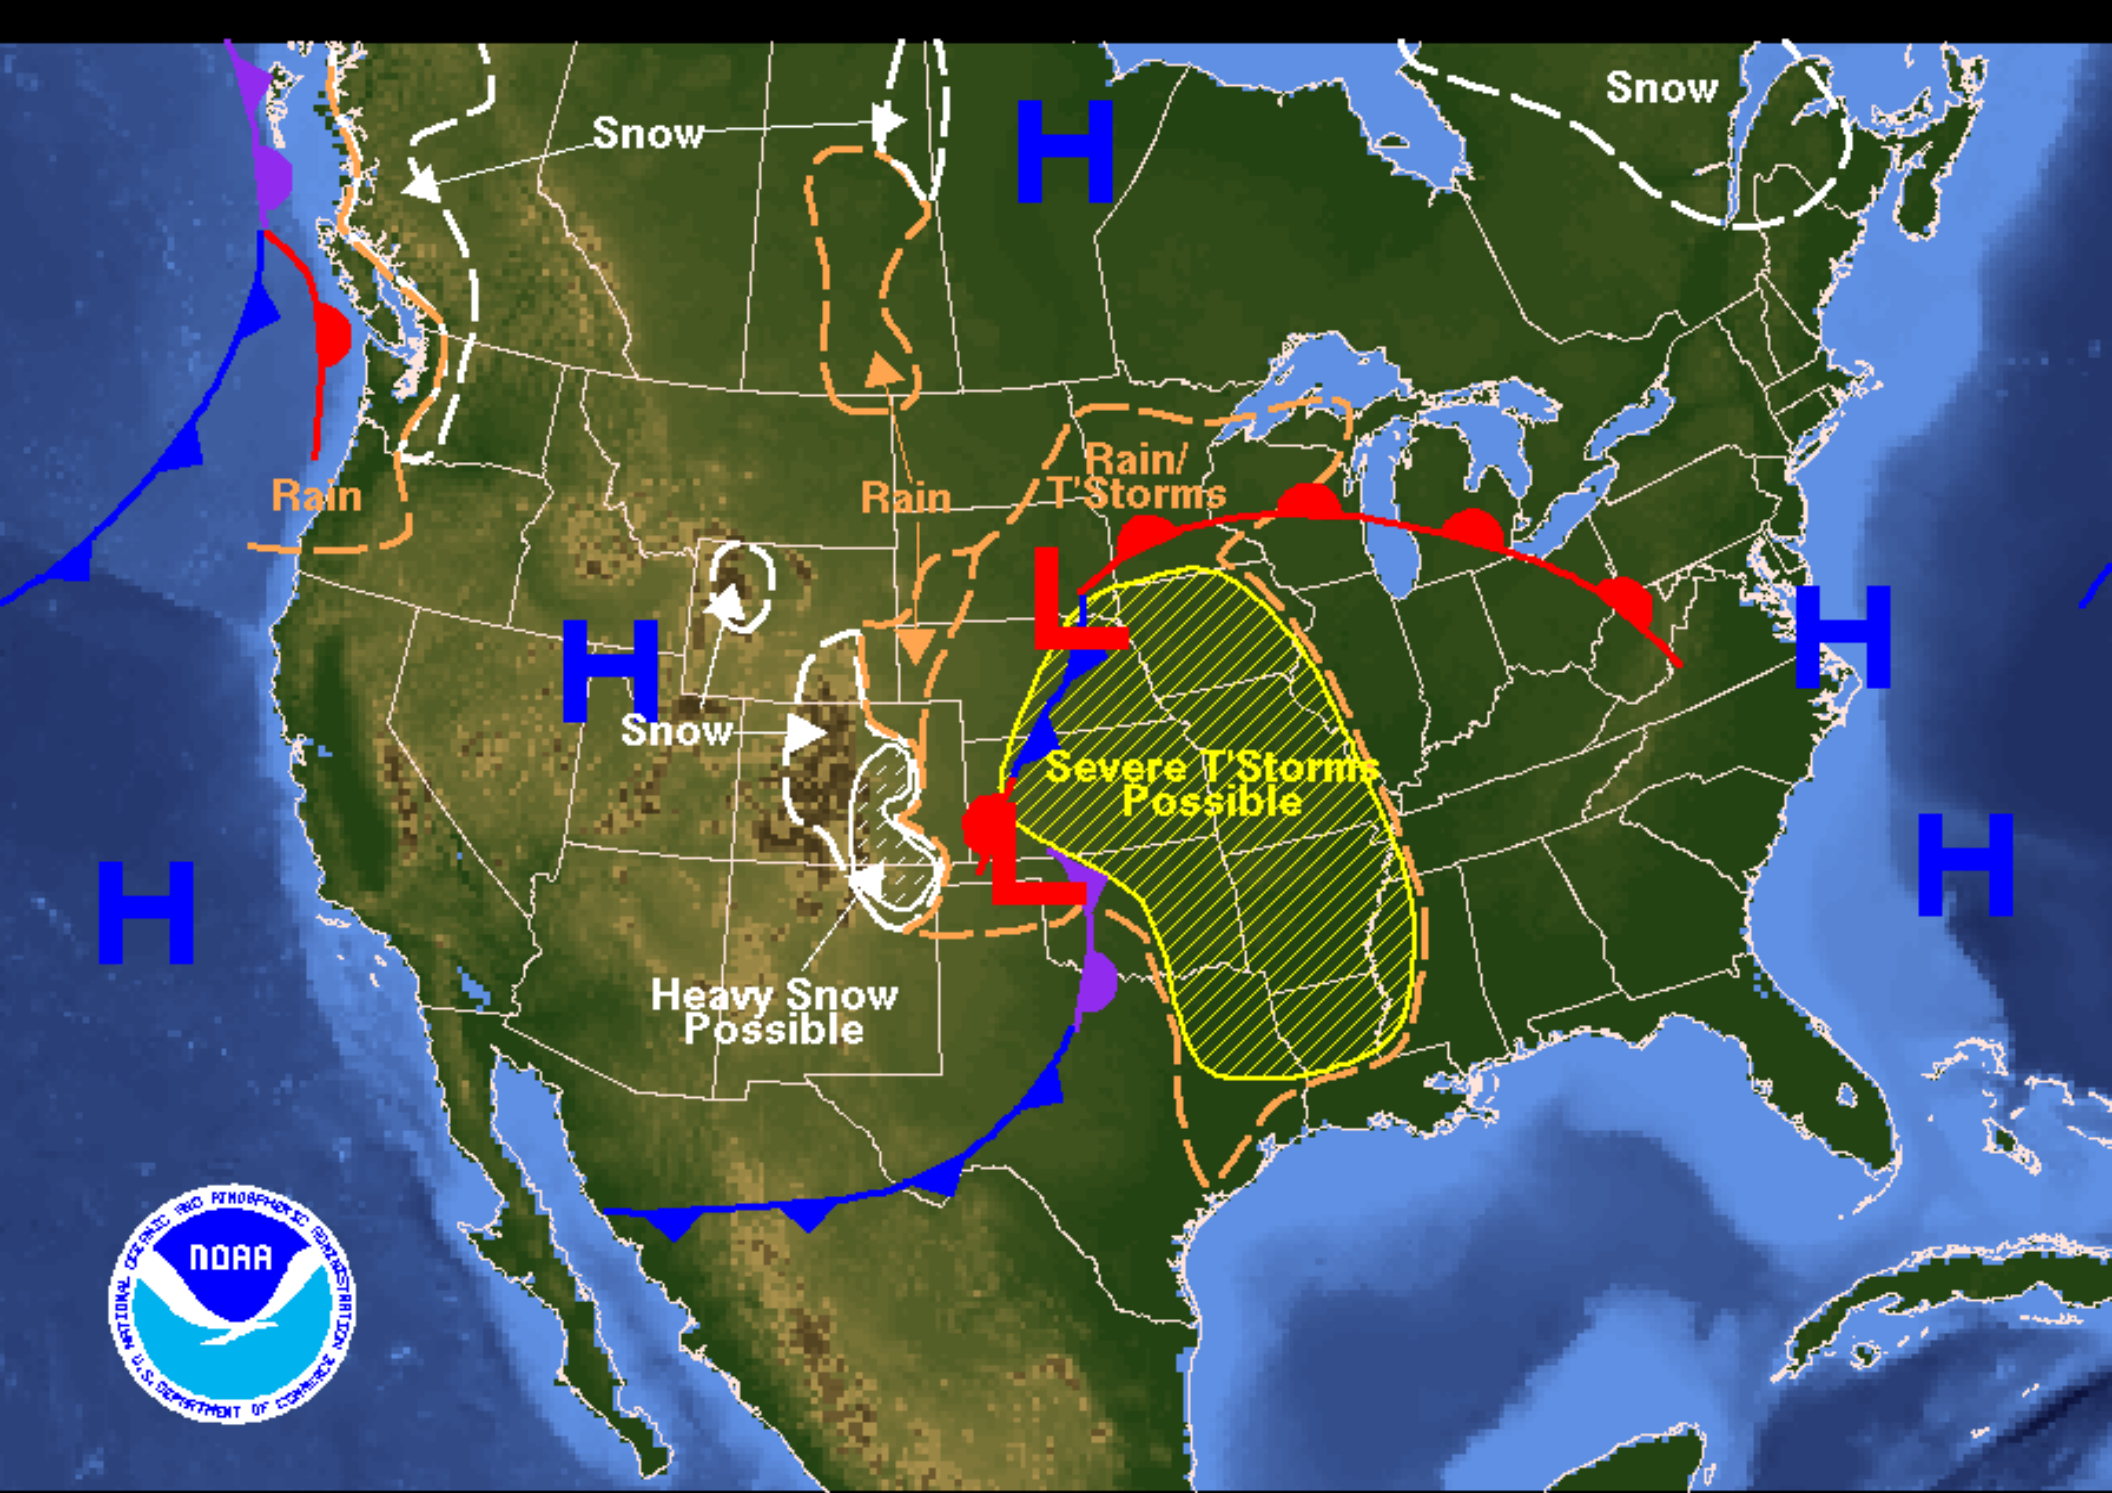 Snow
Snow
H
Rain/
T'Storms
Rain
Rain
L
H
H
Snow
Severe T'Storms
Possible
L
H
H
Heavy Snow
Possible
NOAA
NATIONAL OCEANIC AND ATMOSPHERIC ADMINISTRATION
U.S. DEPARTMENT OF COMMERCE